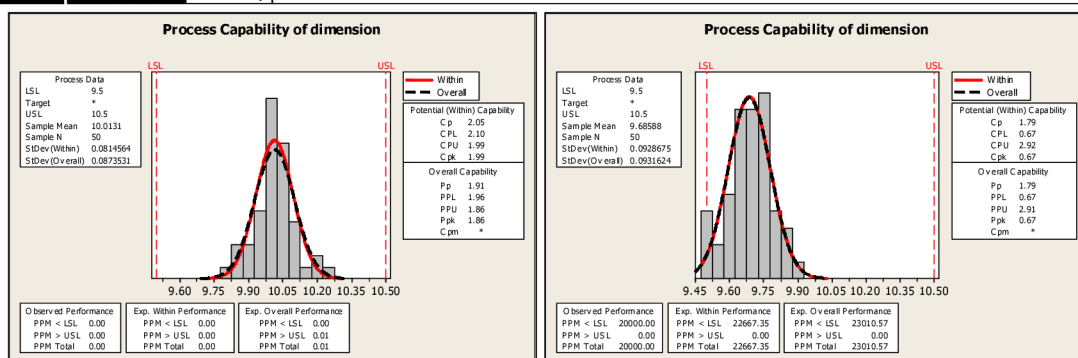 Process Capability of dimension
LSL
USL
Process Data
LSL 9.5
Target *
USL 10.5
Sample Mean 10.0131
Sample N 50
StDev(Within) 0.0814564
StDev(Overall) 0.0873531
Within
Overall
Potential (Within) Capability
Cp 2.05
CPL 2.10
CPU 1.99
Cpk 1.99
Overall Capability
Pp 1.91
PPL 1.96
PPU 1.86
Ppk 1.86
Cpm *
9.60 9.75 9.90 10.05 10.20 10.35 10.50
Observed Performance
PPM < LSL 0.00
PPM > USL 0.00
PPM Total 0.00
Exp. Within Performance
PPM < LSL 0.00
PPM > USL 0.00
PPM Total 0.00
Exp. Overall Performance
PPM < LSL 0.00
PPM > USL 0.01
PPM Total 0.01
Process Capability of dimension
LSL
USL
Process Data
LSL 9.5
Target *
USL 10.5
Sample Mean 9.68588
Sample N 50
StDev(Within) 0.0928675
StDev(Overall) 0.0931624
Within
Overall
Potential (Within) Capability
Cp 1.79
CPL 0.67
CPU 2.92
Cpk 0.67
Overall Capability
Pp 1.79
PPL 0.67
PPU 2.91
Ppk 0.67
Cpm *
9.45 9.60 9.75 9.90 10.05 10.20 10.35 10.50
Observed Performance
PPM < LSL 20000.00
PPM > USL 0.00
PPM Total 20000.00
Exp. Within Performance
PPM < LSL 22667.35
PPM > USL 0.00
PPM Total 22667.35
Exp. Overall Performance
PPM < LSL 23010.57
PPM > USL 0.00
PPM Total 23010.57